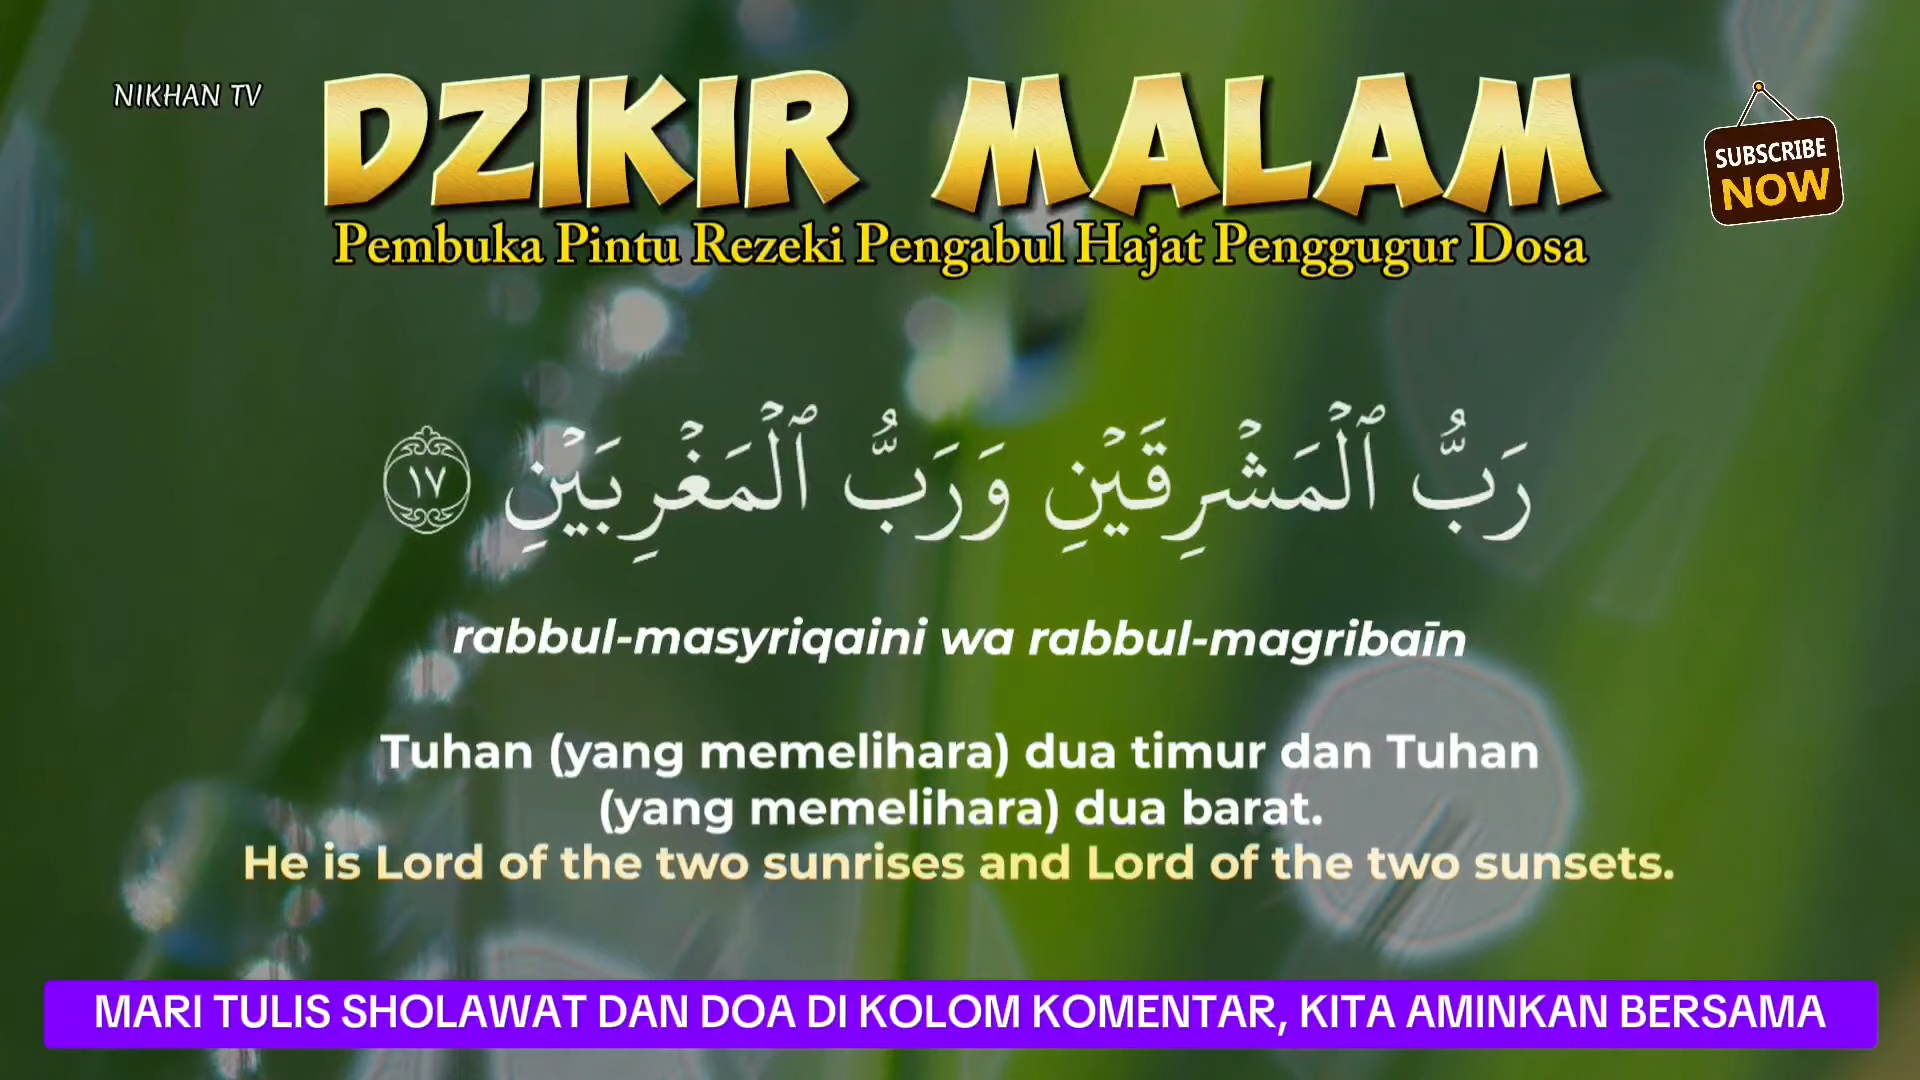 NIKHAN TV
DZIKIR MALAM
SUBSCRIBE
NOW
Pembuka Pintu Rezeki Pengabul Hajat Penggugur Dosa
رَبُّ ٱلْمَشْرِقَيْنِ وَرَبُّ ٱلْمَغْرِبَيْنِ ١٧
rabbul-masyriqaini wa rabbul-magribaīn
Tuhan (yang memelihara) dua timur dan Tuhan
(yang memelihara) dua barat.
He is Lord of the two sunrises and Lord of the two sunsets.
MARI TULIS SHOLAWAT DAN DOA DI KOLOM KOMENTAR, KITA AMINKAN BERSAMA